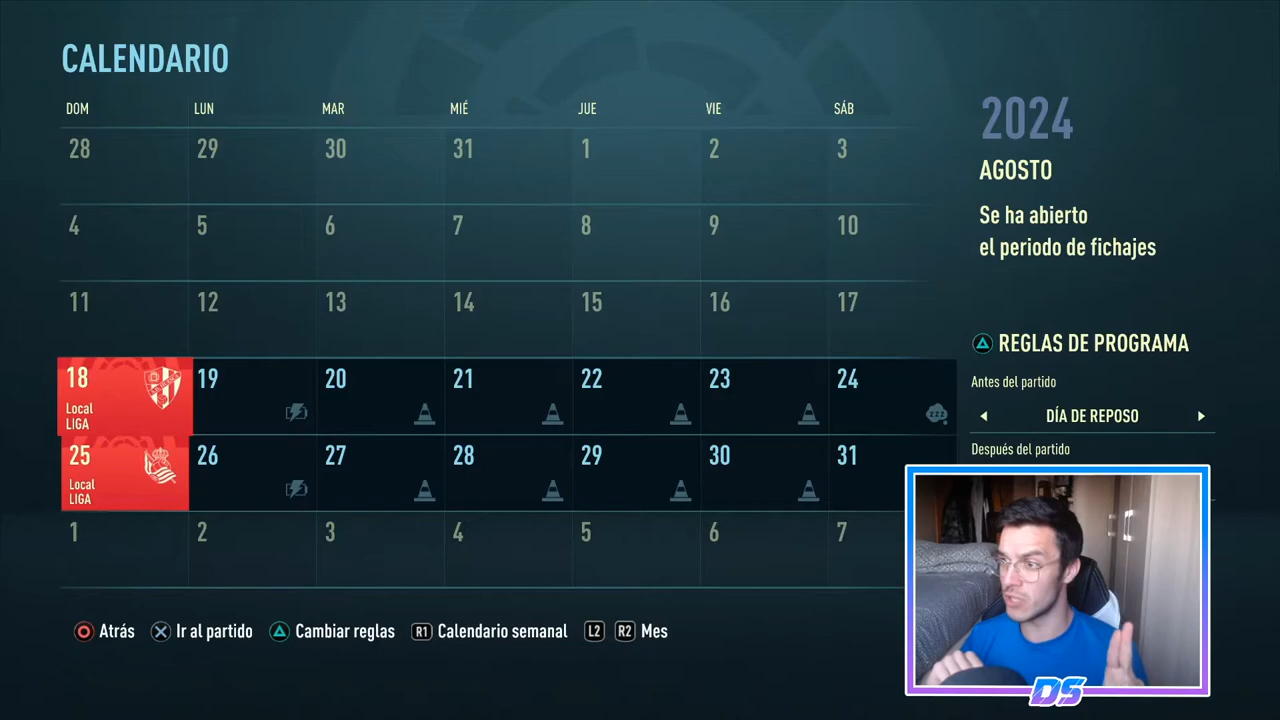 CALENDARIO
DOM LUN MAR MIÉ JUE VIE SÁB
28 29 30 31 1 2 3
4 5 6 7 8 9 10
11 12 13 14 15 16 17
18 19 20 21 22 23 24
Local
LIGA
zzz
25 26 27 28 29 30 31
Local
LIGA
1 2 3 4 5 6 7
2024
AGOSTO
Se ha abierto
el periodo de fichajes
REGLAS DE PROGRAMA
Antes del partido
DÍA DE REPOSO
Después del partido
Atrás Ir al partido Cambiar reglas R1 Calendario semanal L2 R2 Mes
DS